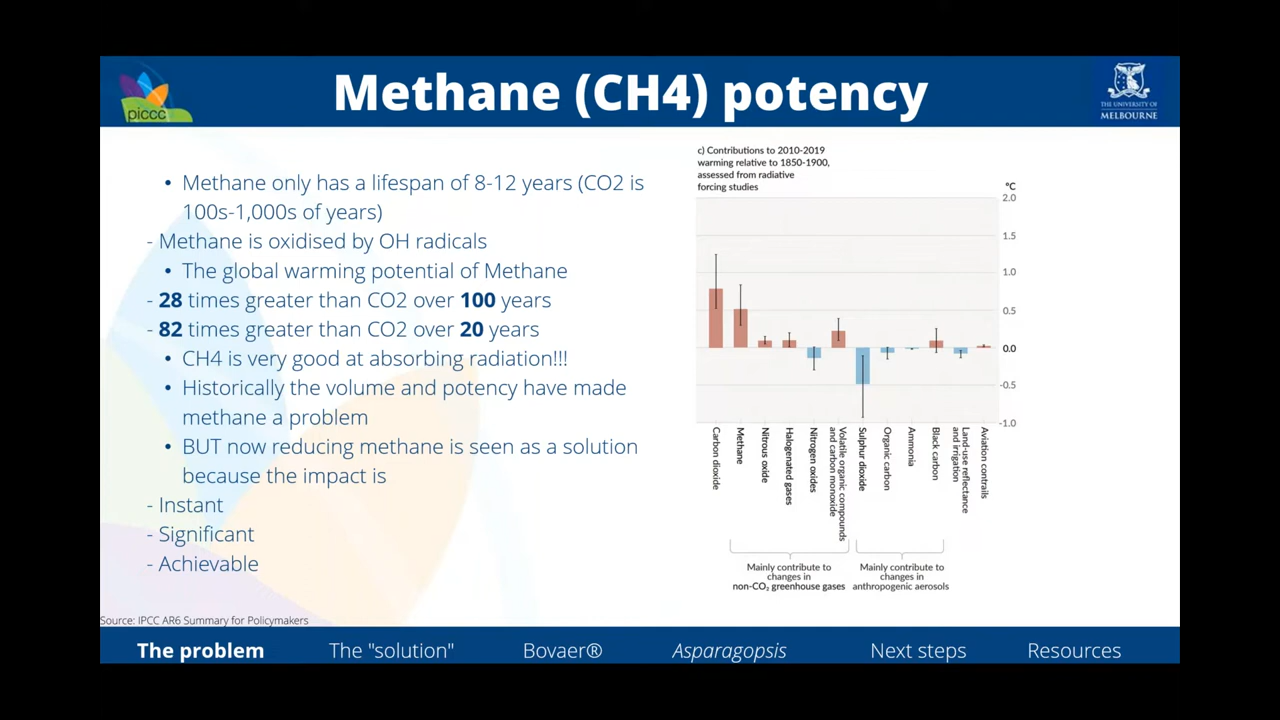 Methane (CH4) potency
piccc
THE UNIVERSITY OF
MELBOURNE
• Methane only has a lifespan of 8-12 years (CO2 is
100s-1,000s of years)
- Methane is oxidised by OH radicals
• The global warming potential of Methane
- 28 times greater than CO2 over 100 years
- 82 times greater than CO2 over 20 years
• CH4 is very good at absorbing radiation!!!
• Historically the volume and potency have made
methane a problem
• BUT now reducing methane is seen as a solution
because the impact is
- Instant
- Significant
- Achievable
c) Contributions to 2010-2019
warming relative to 1850-1900,
assessed from radiative
forcing studies
°C
2.0
1.5
1.0
0.5
0.0
-0.5
-1.0
Carbon dioxide
Methane
Nitrous oxide
Halogenated gases
Nitrogen oxides
Volatile organic compounds
and carbon monoxide
Sulphur dioxide
Organic carbon
Ammonia
Black carbon
Land-use reflectance
and irrigation
Aviation contrails
Mainly contribute to
changes in
non-CO₂ greenhouse gases
Mainly contribute to
changes in
anthropogenic aerosols
Source: IPCC AR6 Summary for Policymakers
The problem
The "solution"
Bovaer®
Asparagopsis
Next steps
Resources